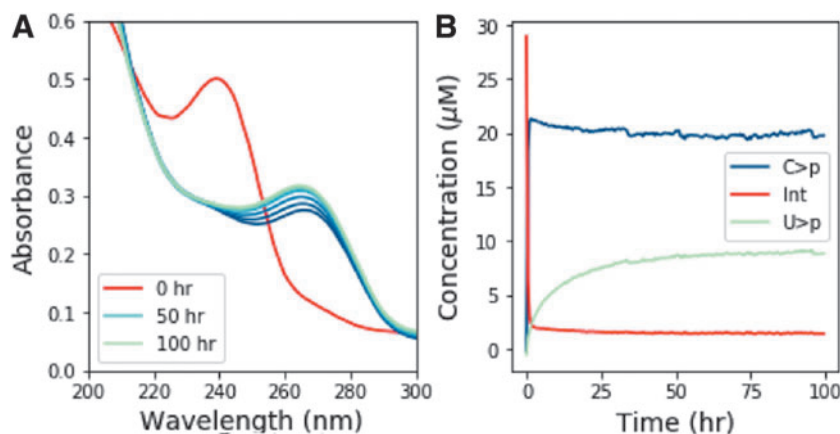 A
0.6
0.5
0.4
0.3
0.2
0.1
0.0
Absorbance
0 hr
50 hr
100 hr
200 220 240 260 280 300
Wavelength (nm)
B
30
25
20
15
10
5
0
Concentration (μM)
C>p
Int
U>p
0 25 50 75 100
Time (hr)